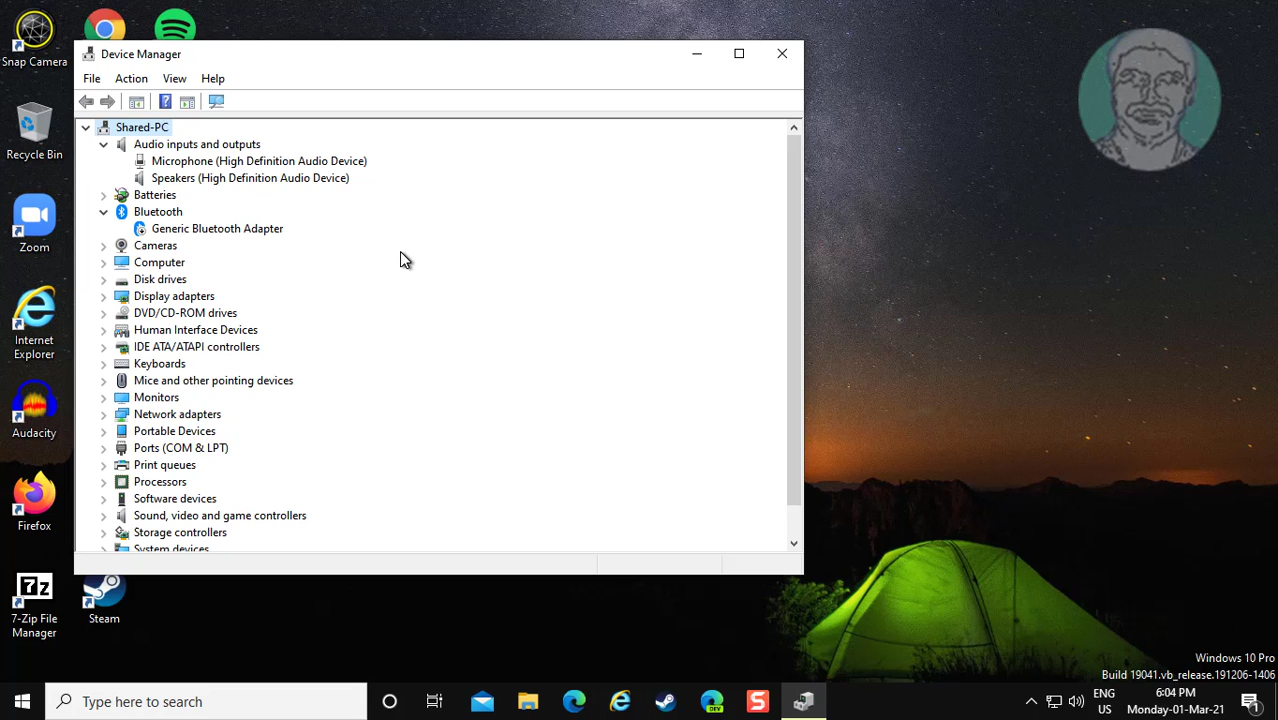 Snap Camera
Recycle Bin
Zoom
Internet
Explorer
Audacity
Firefox
7z
7-Zip File
Manager
Steam
Device Manager
File Action View Help
Shared-PC
Audio inputs and outputs
Microphone (High Definition Audio Device)
Speakers (High Definition Audio Device)
Batteries
Bluetooth
Generic Bluetooth Adapter
Cameras
Computer
Disk drives
Display adapters
DVD/CD-ROM drives
Human Interface Devices
IDE ATA/ATAPI controllers
Keyboards
Mice and other pointing devices
Monitors
Network adapters
Portable Devices
Ports (COM & LPT)
Print queues
Processors
Software devices
Sound, video and game controllers
Storage controllers
System devices
Windows 10 Pro
Build 19041.vb_release.191206-1406
Type here to search
DEV
S
ENG
US
6:04 PM
Monday-01-Mar-21
1